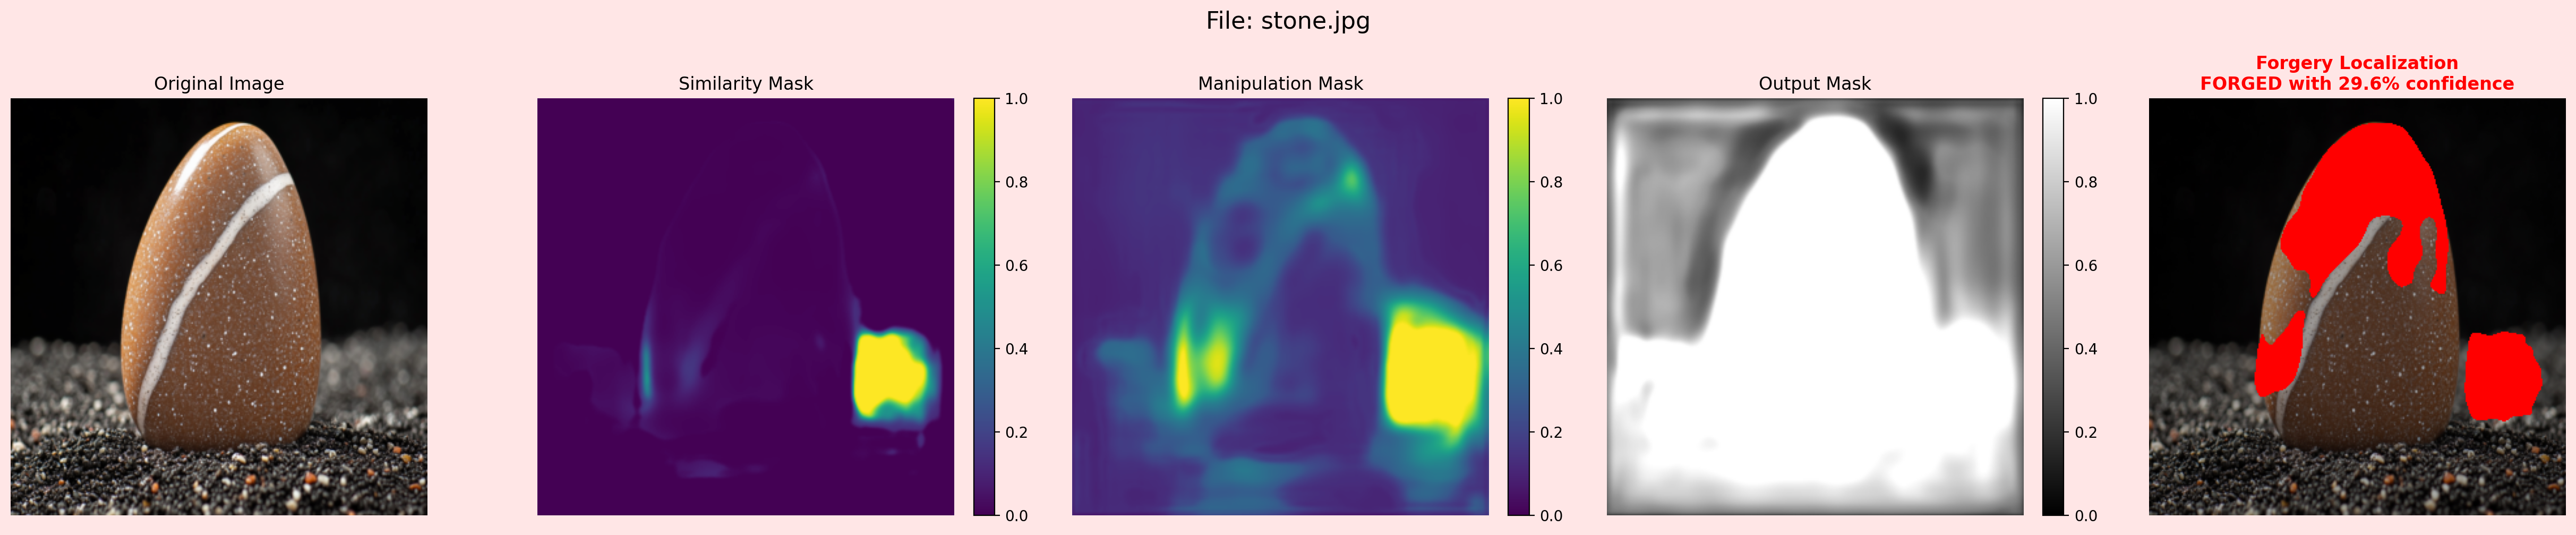 File: stone.jpg
Original Image
Similarity Mask
Manipulation Mask
Output Mask
Forgery Localization
FORGED with 29.6% confidence
1.0
0.8
0.6
0.4
0.2
0.0
1.0
0.8
0.6
0.4
0.2
0.0
1.0
0.8
0.6
0.4
0.2
0.0